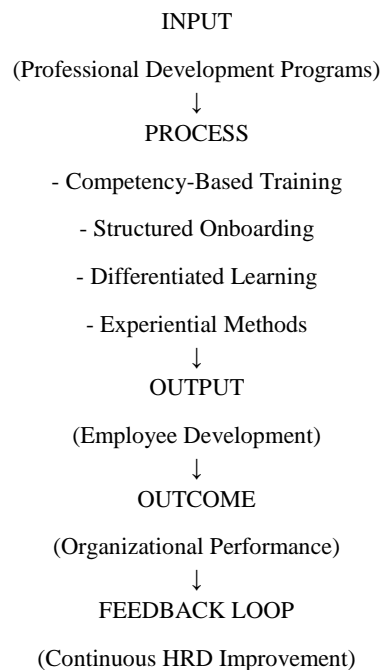 INPUT
(Professional Development Programs)
↓
PROCESS
- Competency-Based Training
- Structured Onboarding
- Differentiated Learning
- Experiential Methods
↓
OUTPUT
(Employee Development)
↓
OUTCOME
(Organizational Performance)
↓
FEEDBACK LOOP
(Continuous HRD Improvement)